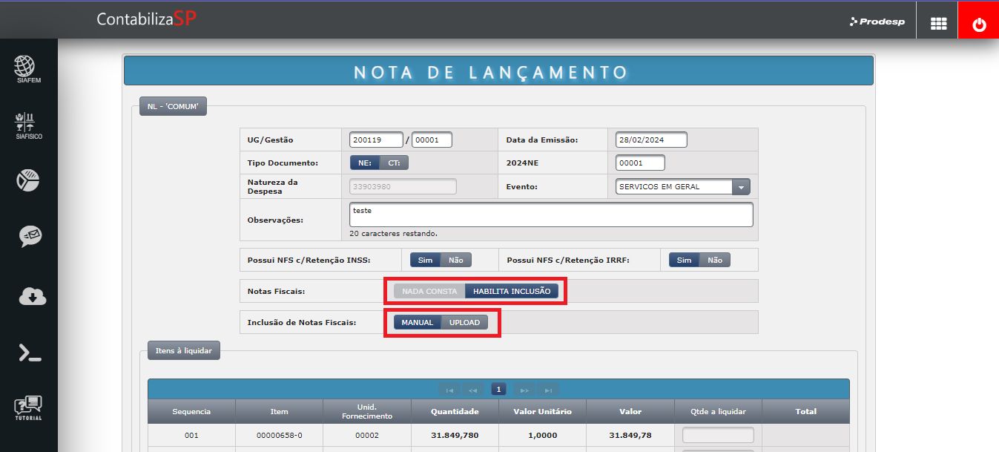 ContabilizaSP
Prodesp
SIAFEM
SIAFISICO
TUTORIAL
NOTA DE LANÇAMENTO
NL - 'COMUM'
UG/Gestão 200119 / 00001 Data da Emissão: 28/02/2024
Tipo Documento: NE: CT: 2024NE 00001
Natureza da
Despesa 33903980 Evento: SERVICOS EM GERAL
Observações: teste
20 caracteres restando.
Possui NFS c/Retenção INSS: Sim Não Possui NFS c/Retenção IRRF: Sim Não
Notas Fiscais: NADA CONSTA HABILITA INCLUSÃO
Inclusão de Notas Fiscais: MANUAL UPLOAD
Itens à liquidar
1
Sequencia Item Unid.
Fornecimento Quantidade Valor Unitário Valor Qtde a liquidar Total
001 00000658-0 00002 31.849,780 1,0000 31.849,78